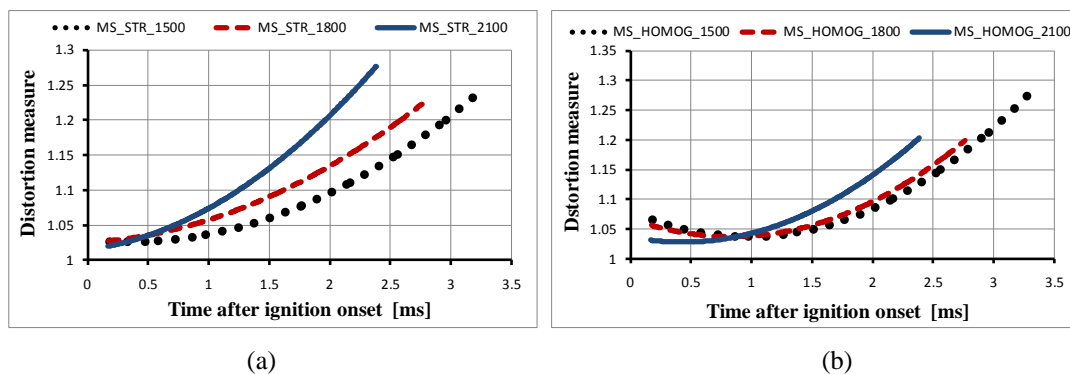 MS_STR_1500 MS_STR_1800 MS_STR_2100
1.3
1.25
1.2
1.15
1.1
1.05
1
Distortion measure
0 0.5 1 1.5 2 2.5 3 3.5
Time after ignition onset [ms]
(a)
MS_HOMOG_1500 MS_HOMOG_1800 MS_HOMOG_2100
1.35
1.3
1.25
1.2
1.15
1.1
1.05
1
Dstortion measure
0 0.5 1 1.5 2 2.5 3 3.5
Time after ignition onset [ms]
(b)